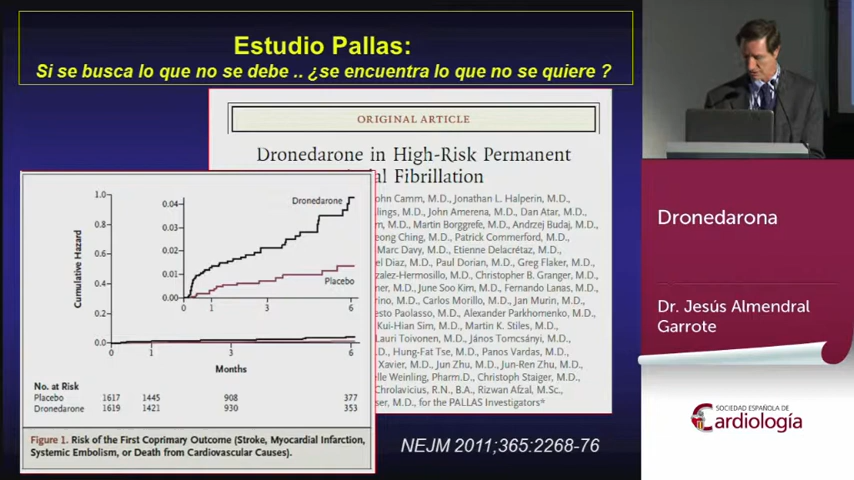 Estudio Pallas:
Si se busca lo que no se debe .. ¿se encuentra lo que no se quiere ?
ORIGINAL ARTICLE
Dronedarone in High-Risk Permanent
al Fibrillation
ohn Camm, M.D., Jonathan L. Halperin, M.D.,
lings, M.D., John Amerena, M.D., Dan Atar, M.D.,
m, M.D., Martin Borggrefe, M.D., Andrzej Budaj, M.D.,
eong Ching, M.D., Patrick Commerford, M.D.,
Marc Davy, M.D., Etienne Delacrétaz, M.D.,
el Diaz, M.D., Paul Dorian, M.D., Greg Flaker, M.D.,
zalez-Hermosillo, M.D., Christopher B. Granger, M.D.,
ner, M.D., June Soo Kim, M.D., Fernando Lanas, M.D.,
rino, M.D., Carlos Morillo, M.D., Jan Murin, M.D.,
esto Paolasso, M.D., Alexander Parkhomenko, M.D.,
Kui-Hian Sim, M.D., Martin K. Stiles, M.D.,
Lauri Toivonen, M.D., János Tomcsányi, M.D.,
.D., Hung-Fat Tse, M.D., Panos Vardas, M.D.,
Xavier, M.D., Jun Zhu, M.D., Jun-Ren Zhu, M.D.,
lle Weinling, Pharm.D., Christoph Staiger, M.D.,
Chrolavicius, R.N., B.A., Rizwan Afzal, M.Sc.,
ser, M.D., for the PALLAS Investigators*
Cumulative Hazard
1.0
0.8
0.6
0.4
0.2
0.0
0.04
0.03
0.02
0.01
0.00
Dronedarone
Placebo
0 1 3 6
0 1 3 6
Months
No. at Risk
Placebo 1617 1445 908 377
Dronedarone 1619 1421 930 353
Figure 1. Risk of the First Coprimary Outcome (Stroke, Myocardial Infarction,
Systemic Embolism, or Death from Cardiovascular Causes).
NEJM 2011;365:2268-76
Dronedarona
Dr. Jesús Almendral
Garrote
SOCIEDAD ESPAÑOLA DE
Cardiología